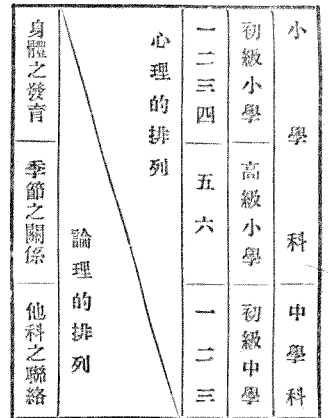 小學科
中學科
初級小學
高級小學
初級中學
一二三四
五六
一二三
心理的排列
論理的排列
身體之發育
季節之關係
他科之聯絡